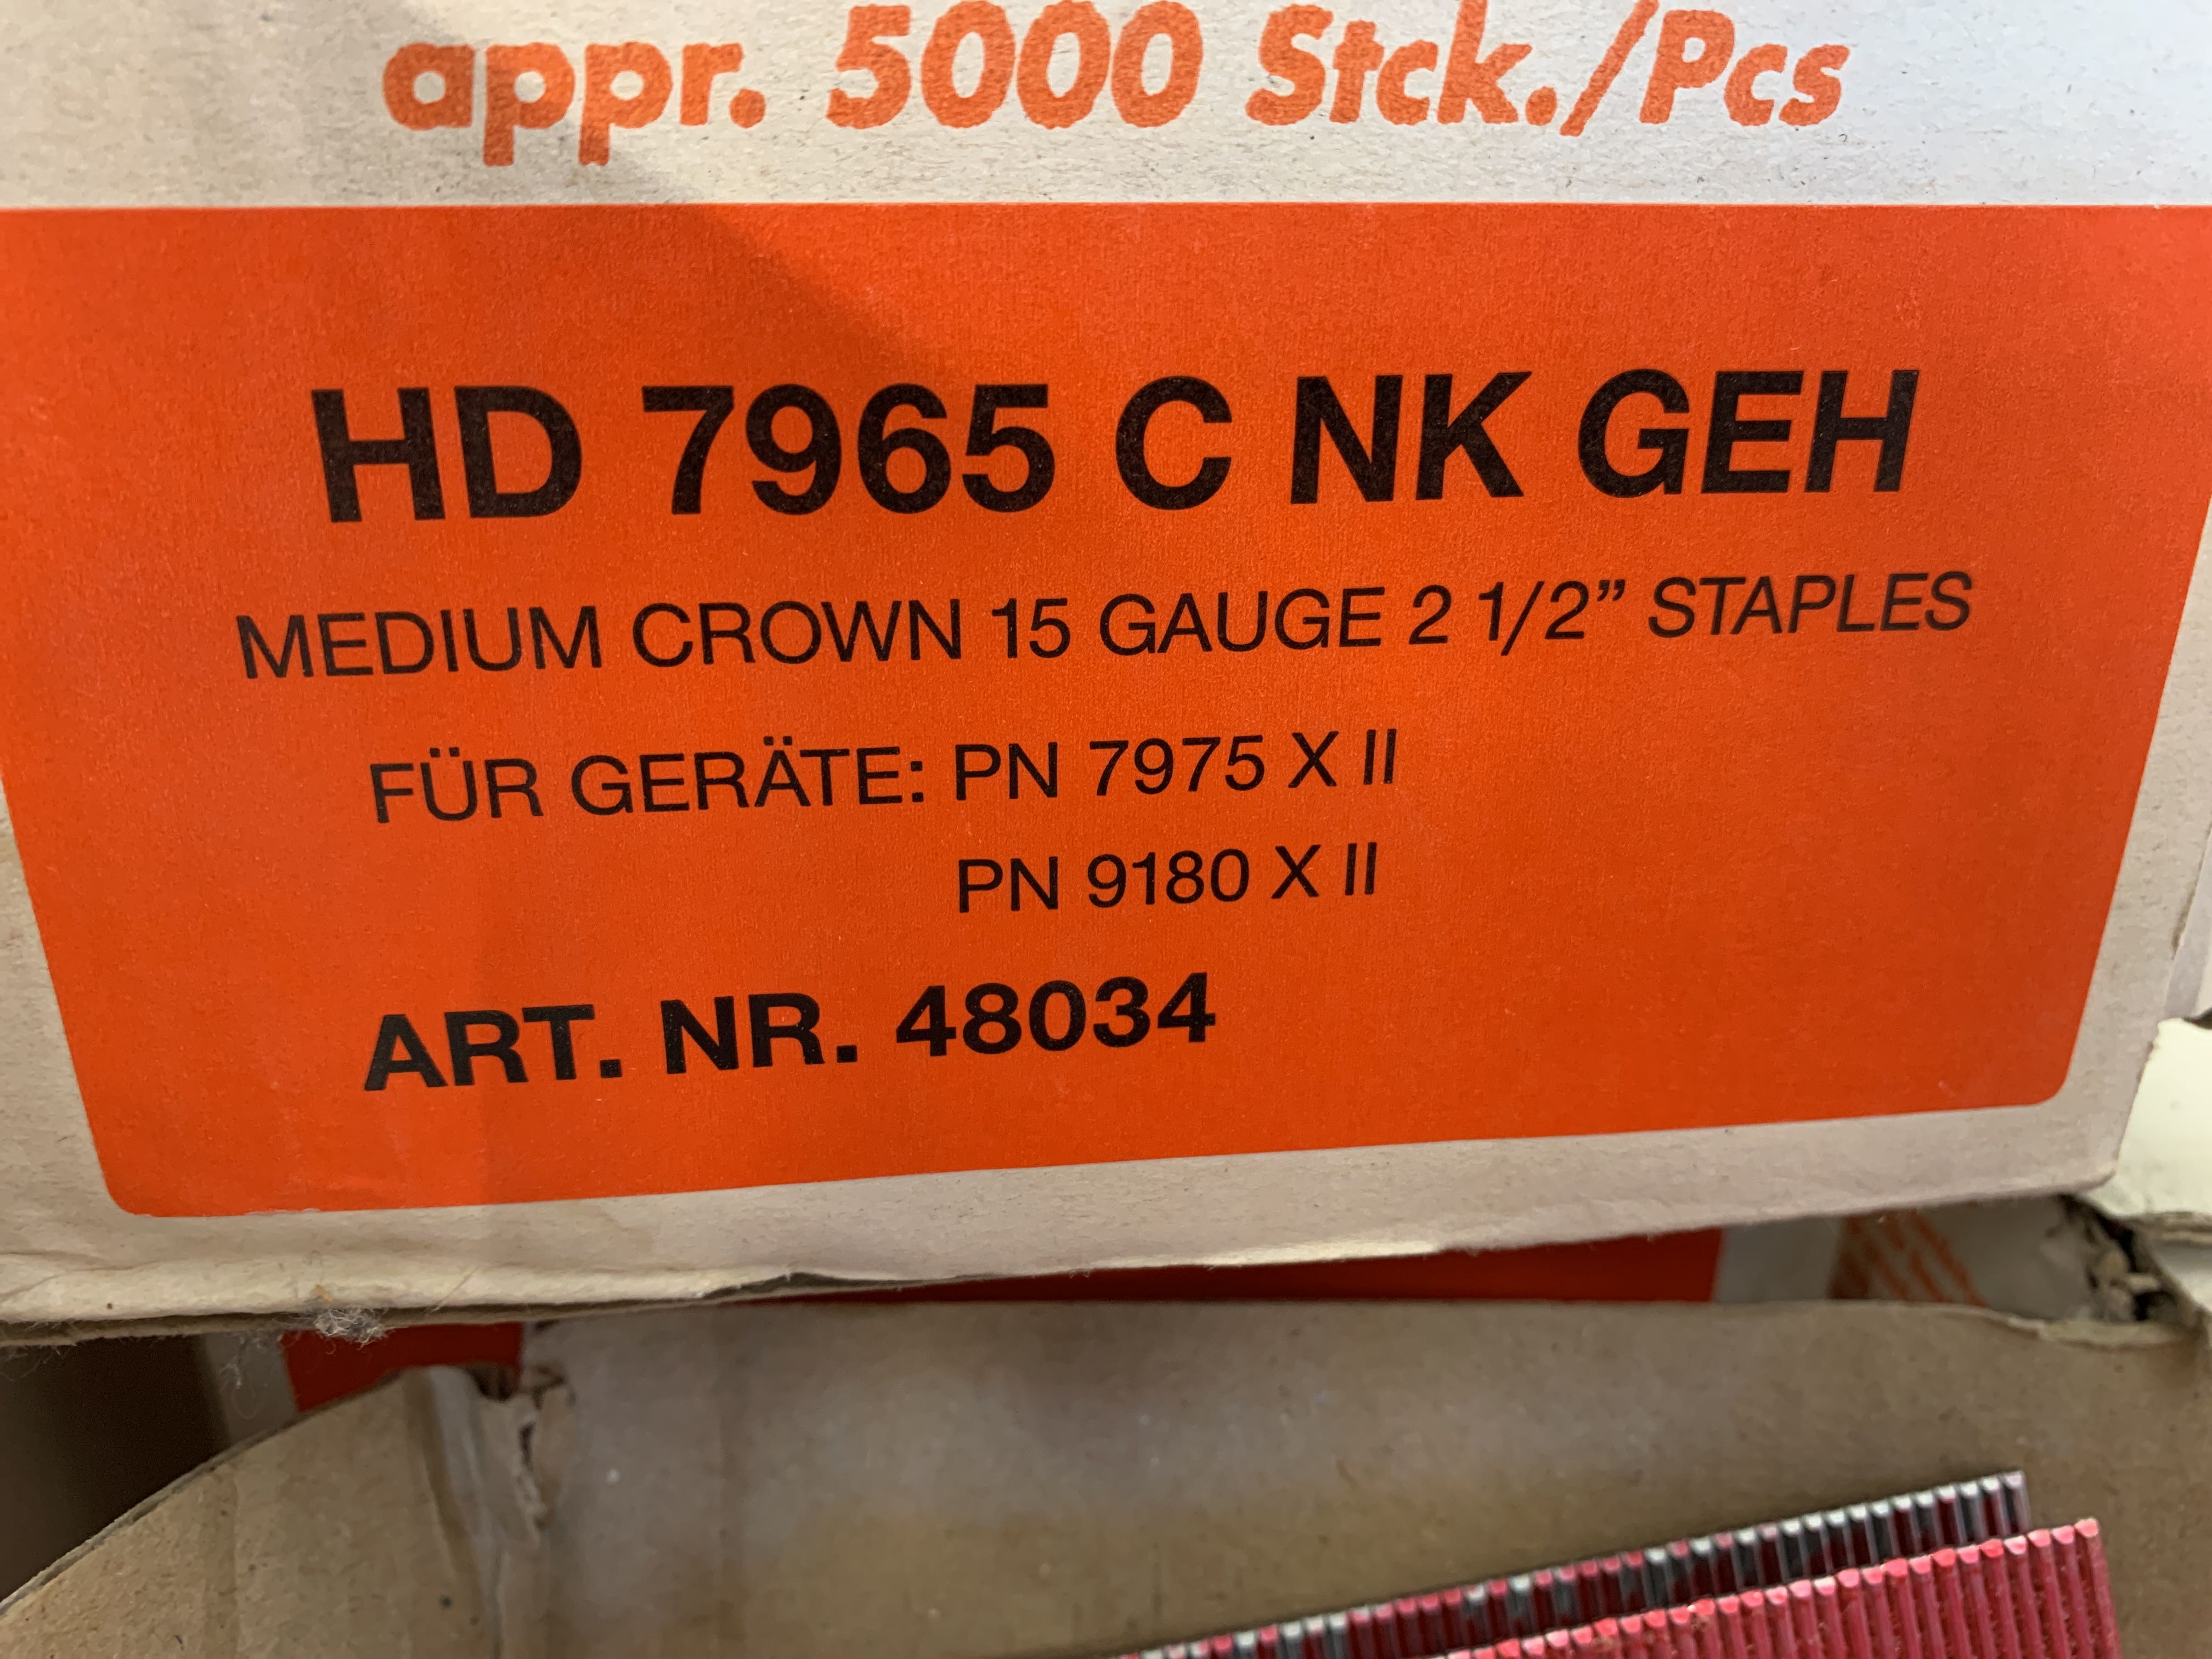 appr. 5000 Stck./Pcs
HD 7965 C NK GEH
MEDIUM CROWN 15 GAUGE 2 1/2” STAPLES
FÜR GERÄTE: PN 7975 X II
PN 9180 X II
ART. NR. 48034